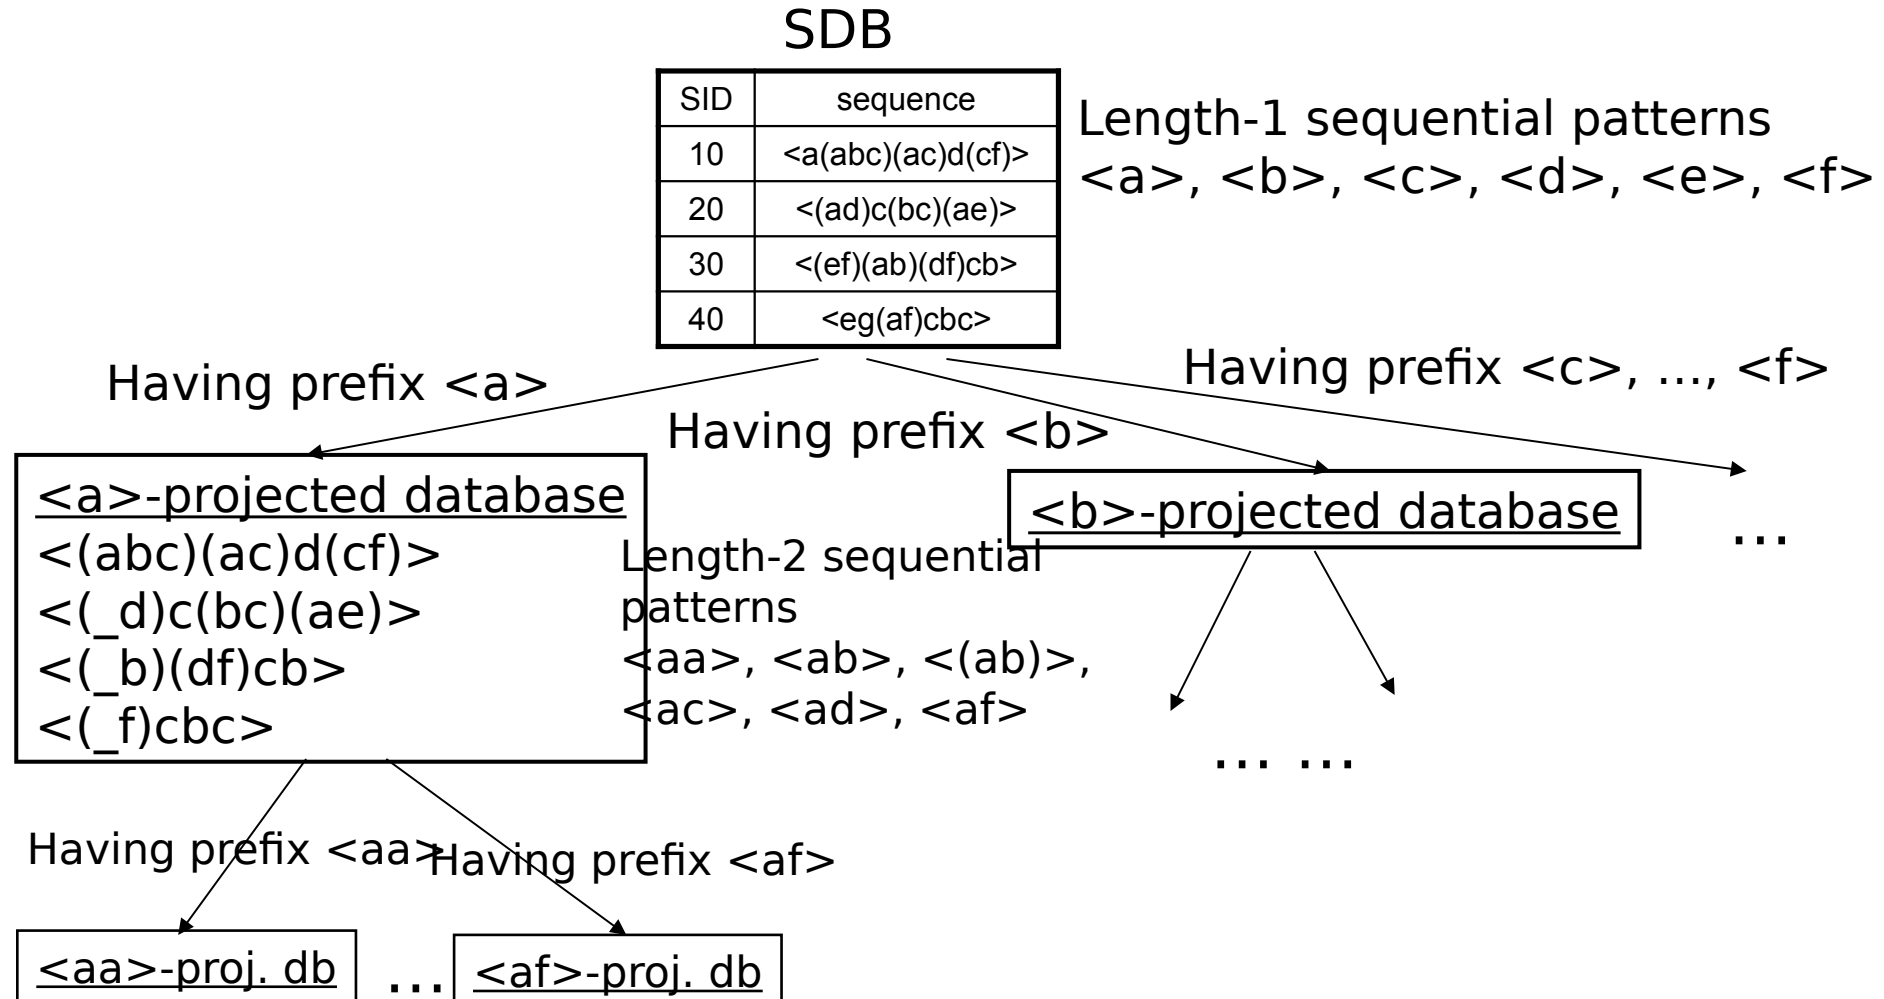 SDB
SID sequence
10 <a(abc)(ac)d(cf)>
20 <(ad)c(bc)(ae)>
30 <(ef)(ab)(df)cb>
40 <eg(af)cbc>
Length-1 sequential patterns
<a>, <b>, <c>, <d>, <e>, <f>
Having prefix <a>
Having prefix <b>
Having prefix <c>, ..., <f>
<a>-projected database
<(abc)(ac)d(cf)>
<(_d)c(bc)(ae)>
<(_b)(df)cb>
<(_f)cbc>
Length-2 sequential
patterns
<aa>, <ab>, <(ab)>,
<ac>, <ad>, <af>
<b>-projected database
...
... ...
Having prefix <aa>
Having prefix <af>
<aa>-proj. db
...
<af>-proj. db